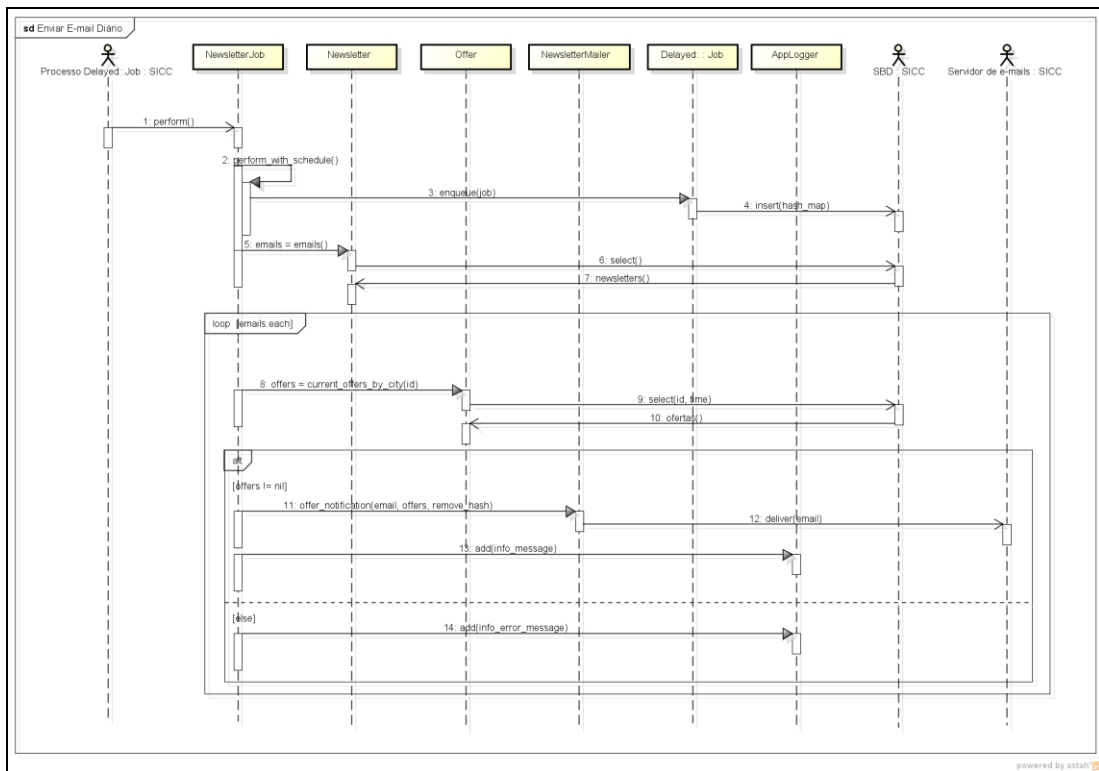 sd Enviar E-mail Diário
Processo Delayed::Job : SICC
NewsletterJob
Newsletter
Offer
NewsletterMailer
Delayed: : Job
AppLogger
SBD : SICC
Servidor de e-mails : SICC
1: perform()
2: perform_with_schedule()
3: enqueue(job)
4: insert(hash_map)
5: emails = emails()
6: select()
7: newsletters()
loop [emails.each]
8: offers = current_offers_by_city(id)
9: select(id, time)
10: ofertas()
alt
[offers != nil]
11: offer_notification(email, offers, remove_hash)
12: deliver(email)
13: add(info_message)
[else]
14: add(info_error_message)
powered by astah*